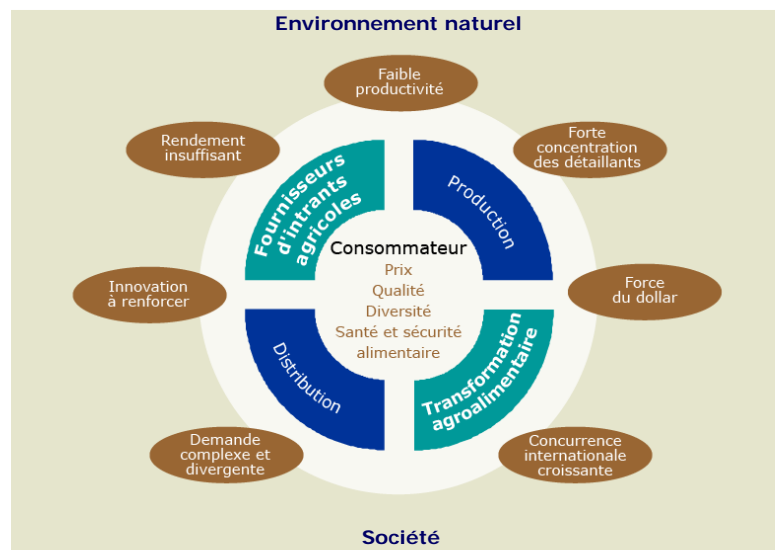 Environnement naturel
Faible
productivité
Rendement
insuffisant
Forte
concentration
des détaillants
Fournisseurs
d'intrants
agricoles
Production
Consommateur
Prix
Qualité
Diversité
Santé et sécurité
alimentaire
Innovation
à renforcer
Force
du dollar
Distribution
Transformation
agroalimentaire
Demande
complexe et
divergente
Concurrence
internationale
croissante
Société